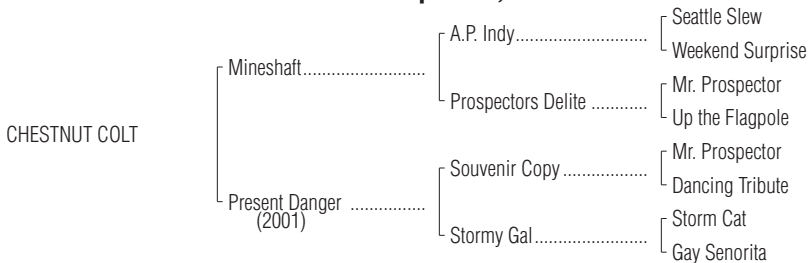 Seattle Slew
A.P. Indy............................
Weekend Surprise
Mineshaft..........................
Mr. Prospector
Prospectors Delite ............
Up the Flagpole
CHESTNUT COLT
Mr. Prospector
Souvenir Copy..................
Dancing Tribute
Present Danger ................
(2001)
Storm Cat
Stormy Gal........................
Gay Senorita